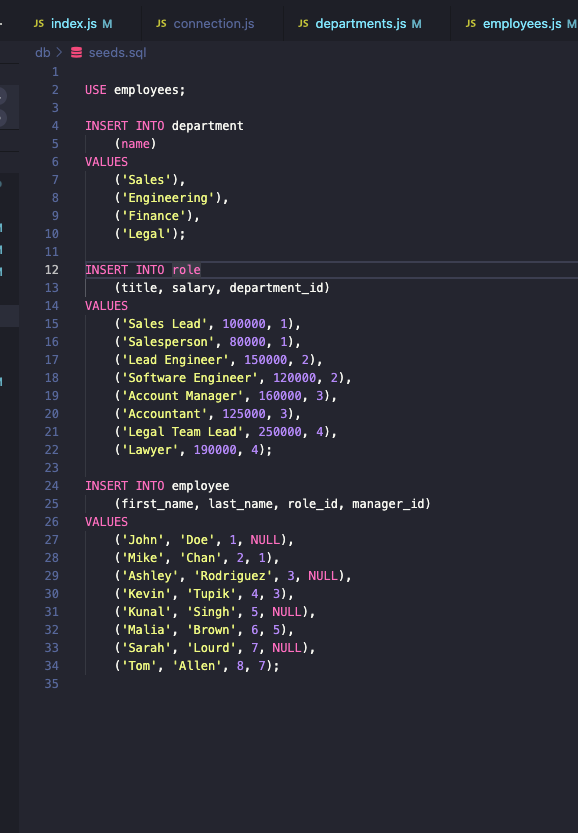 JS index.js M JS connection.js JS departments.js M JS employees.js M
db > seeds.sql
1
2 USE employees;
3
4 INSERT INTO department
5 (name)
6 VALUES
7 ('Sales'),
8 ('Engineering'),
9 ('Finance'),
10 ('Legal');
11
12 INSERT INTO role
13 (title, salary, department_id)
14 VALUES
15 ('Sales Lead', 100000, 1),
16 ('Salesperson', 80000, 1),
17 ('Lead Engineer', 150000, 2),
18 ('Software Engineer', 120000, 2),
19 ('Account Manager', 160000, 3),
20 ('Accountant', 125000, 3),
21 ('Legal Team Lead', 250000, 4),
22 ('Lawyer', 190000, 4);
23
24 INSERT INTO employee
25 (first_name, last_name, role_id, manager_id)
26 VALUES
27 ('John', 'Doe', 1, NULL),
28 ('Mike', 'Chan', 2, 1),
29 ('Ashley', 'Rodriguez', 3, NULL),
30 ('Kevin', 'Tupik', 4, 3),
31 ('Kunal', 'Singh', 5, NULL),
32 ('Malia', 'Brown', 6, 5),
33 ('Sarah', 'Lourd', 7, NULL),
34 ('Tom', 'Allen', 8, 7);
35